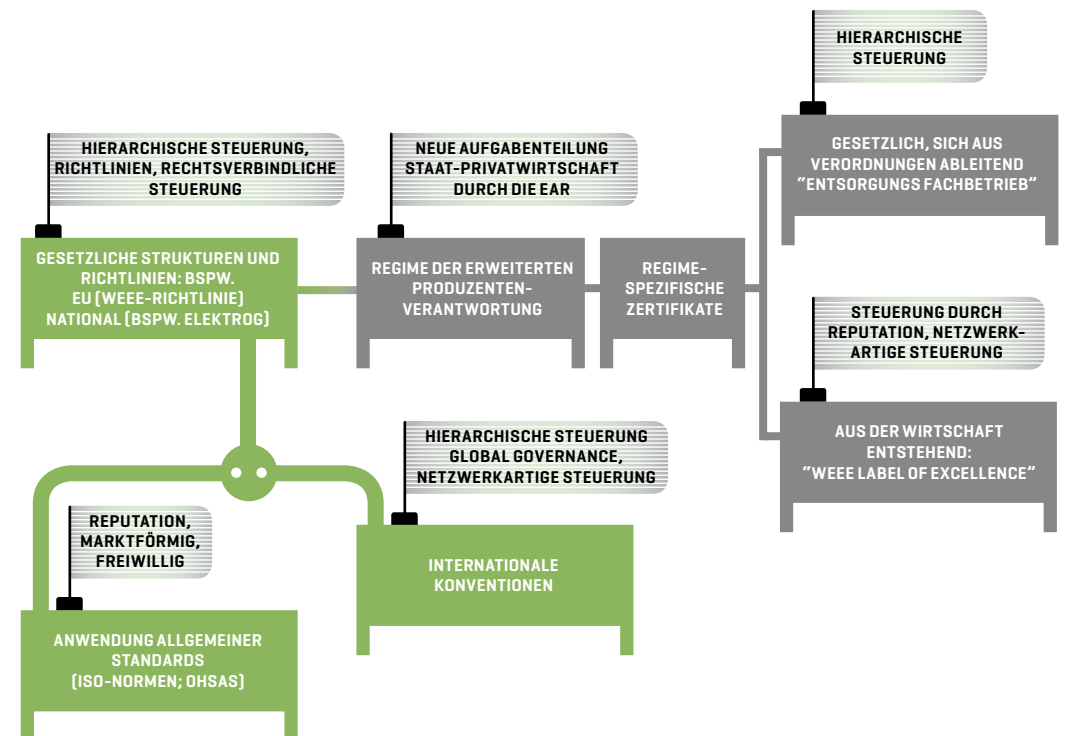 HIERARCHISCHE
STEUERUNG
GESETZLICH, SICH AUS
VERORDNUNGEN ABLEITEND
“ENTSORGUNGS FACHBETRIEB”
HIERARCHISCHE STEUERUNG,
RICHTLINIEN, RECHTSVERBINDLICHE
STEUERUNG
GESETZLICHE STRUKTUREN UND
RICHTLINIEN: BSPW.
EU (WEEE-RICHTLINIE)
NATIONAL (BSPW. ELEKTROG)
NEUE AUFGABENTEILUNG
STAAT-PRIVATWIRTSCHAFT
DURCH DIE EAR
REGIME DER ERWEITERTEN
PRODUZENTEN-
VERANTWORTUNG
REGIME-
SPEZIFISCHE
ZERTIFIKATE
STEUERUNG DURCH
REPUTATION, NETZWERK-
ARTIGE STEUERUNG
AUS DER WIRTSCHAFT
ENTSTEHEND:
“WEEE LABEL OF EXCELLENCE”
HIERARCHISCHE STEUERUNG
GLOBAL GOVERNANCE,
NETZWERKARTIGE STEUERUNG
INTERNATIONALE
KONVENTIONEN
REPUTATION,
MARKTFÖRMIG,
FREIWILLIG
ANWENDUNG ALLGEMEINER
STANDARDS
(ISO-NORMEN; OHSAS)